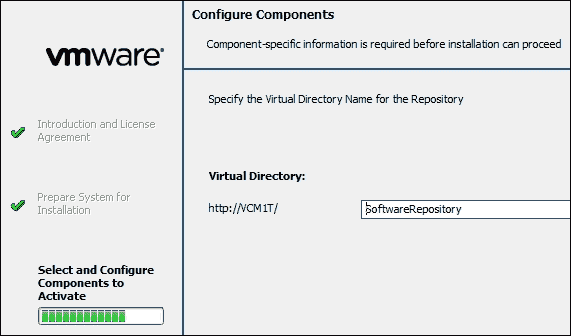 vmware
Introduction and License
Agreement
Prepare System for
Installation
Select and Configure
Components to
Activate
Configure Components
Component-specific information is required before installation can proceed
Specify the Virtual Directory Name for the Repository
Virtual Directory:
http://VCM1T/ SoftwareRepository